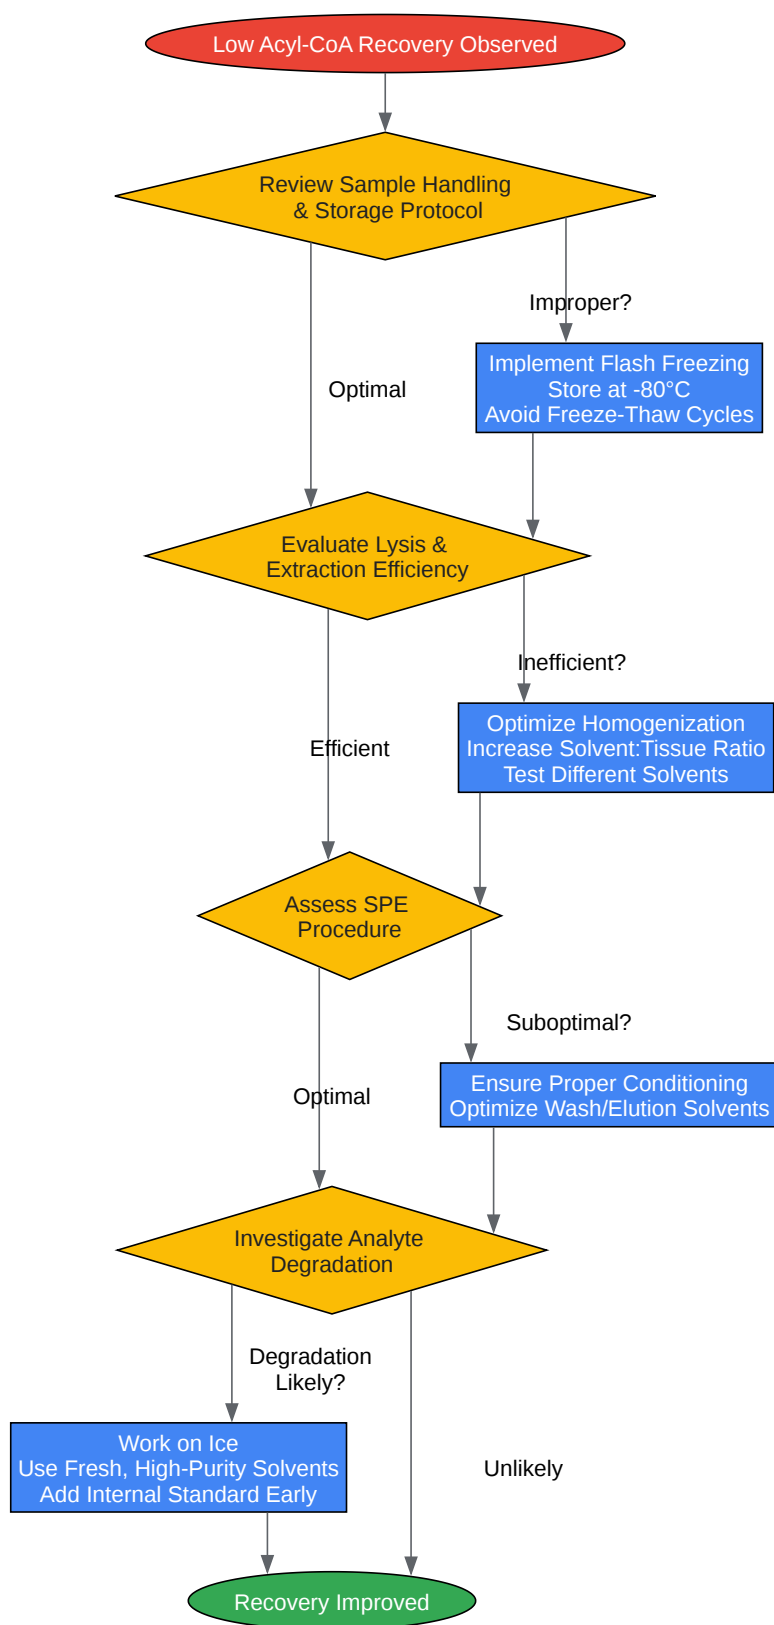 Low Acyl-CoA Recovery Observed
Review Sample Handling
& Storage Protocol
Improper?
Implement Flash Freezing
Store at -80°C
Avoid Freeze-Thaw Cycles
Optimal
Evaluate Lysis &
Extraction Efficiency
Inefficient?
Optimize Homogenization
Increase Solvent:Tissue Ratio
Test Different Solvents
Efficient
Assess SPE
Procedure
Suboptimal?
Ensure Proper Conditioning
Optimize Wash/Elution Solvents
Optimal
Investigate Analyte
Degradation
Degradation
Likely?
Work on Ice
Use Fresh, High-Purity Solvents
Add Internal Standard Early
Unlikely
Recovery Improved